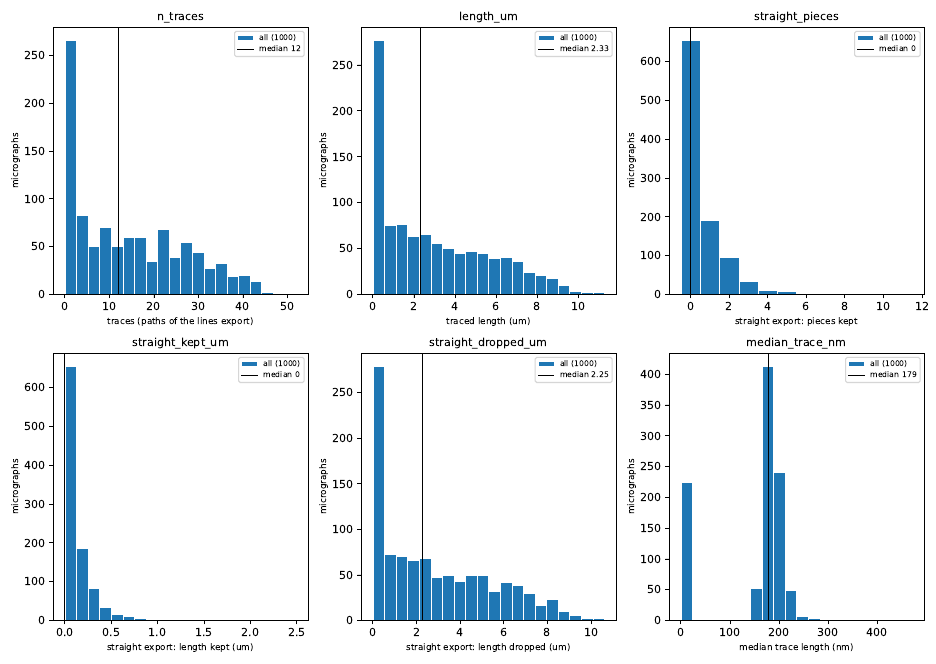 n_traces
all (1000)
median 12
micrographs
0
50
100
150
200
250
0 10 20 30 40 50
traces (paths of the lines export)
length_um
all (1000)
median 2.33
micrographs
0
50
100
150
200
250
0 2 4 6 8 10
traced length (um)
straight_pieces
all (1000)
median 0
micrographs
0
100
200
300
400
500
600
0 2 4 6 8 10 12
straight export: pieces kept
straight_kept_um
all (1000)
median 0
micrographs
0
100
200
300
400
500
600
0.0 0.5 1.0 1.5 2.0 2.5
straight export: length kept (um)
straight_dropped_um
all (1000)
median 2.25
micrographs
0
50
100
150
200
250
0 2 4 6 8 10
straight export: length dropped (um)
median_trace_nm
all (1000)
median 179
micrographs
0
50
100
150
200
250
300
350
400
0 100 200 300 400
median trace length (nm)